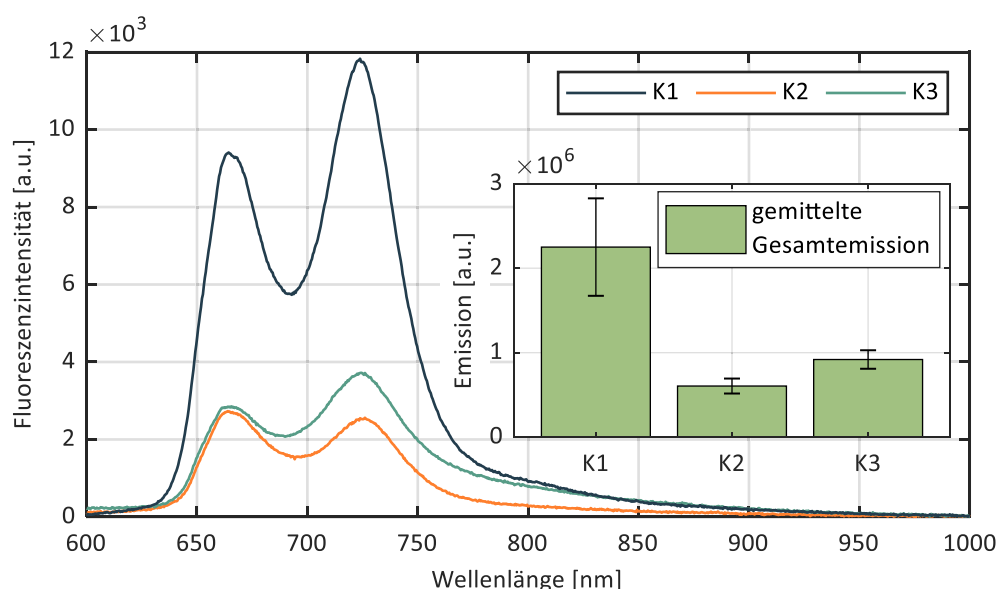 ×10³
12
10
8
6
4
2
0
Fluoreszenzintensität [a.u.]
K1 K2 K3
×10⁶
3
2
1
0
Emission [a.u.]
gemittelte
Gesamtemission
K1 K2 K3
600 650 700 750 800 850 900 950 1000
Wellenlänge [nm]